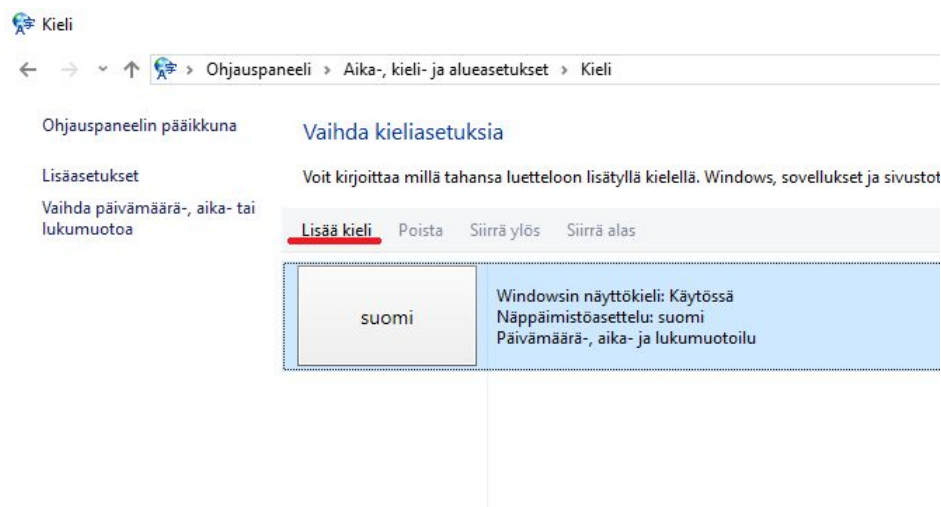 Kieli
Ohjauspaneeli > Aika-, kieli- ja alueasetukset > Kieli
Ohjauspaneelin pääikkuna
Lisäasetukset
Vaihda päivämäärä-, aika- tai
lukumuotoa
Vaihda kieliasetuksia
Voit kirjoittaa millä tahansa luetteloon lisätyllä kielellä. Windows, sovellukset ja sivustot
Lisää kieli Poista Siirrä ylös Siirrä alas
suomi
Windowsin näyttökieli: Käytössä
Näppäimistöasettelu: suomi
Päivämäärä-, aika- ja lukumuotoilu